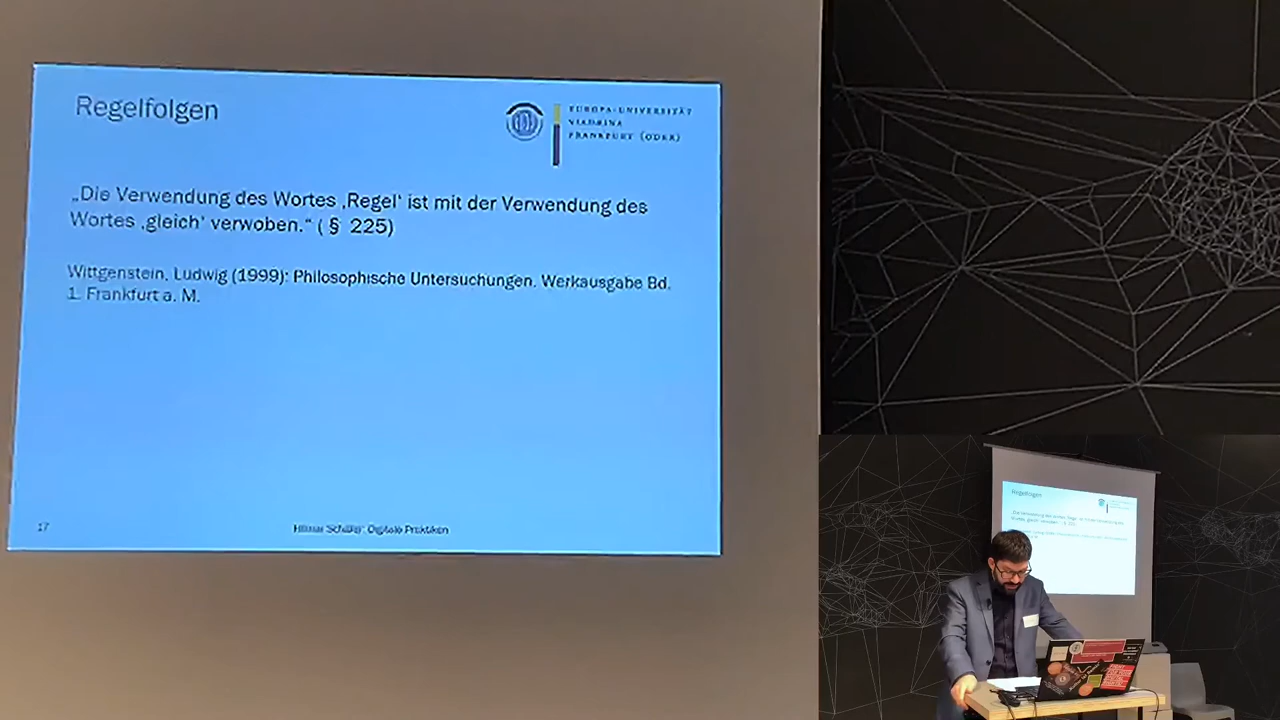 Regelfolgen
EUROPA-UNIVERSITÄT
VIADRINA
FRANKFURT (ODER)
„Die Verwendung des Wortes ‚Regel‘ ist mit der Verwendung des
Wortes ‚gleich‘ verwoben.“ ( § 225)
Wittgenstein, Ludwig (1999): Philosophische Untersuchungen. Werkausgabe Bd.
1. Frankfurt a. M.
17
Hilmar Schäfer: Digitale Praktiken
Regelfolgen